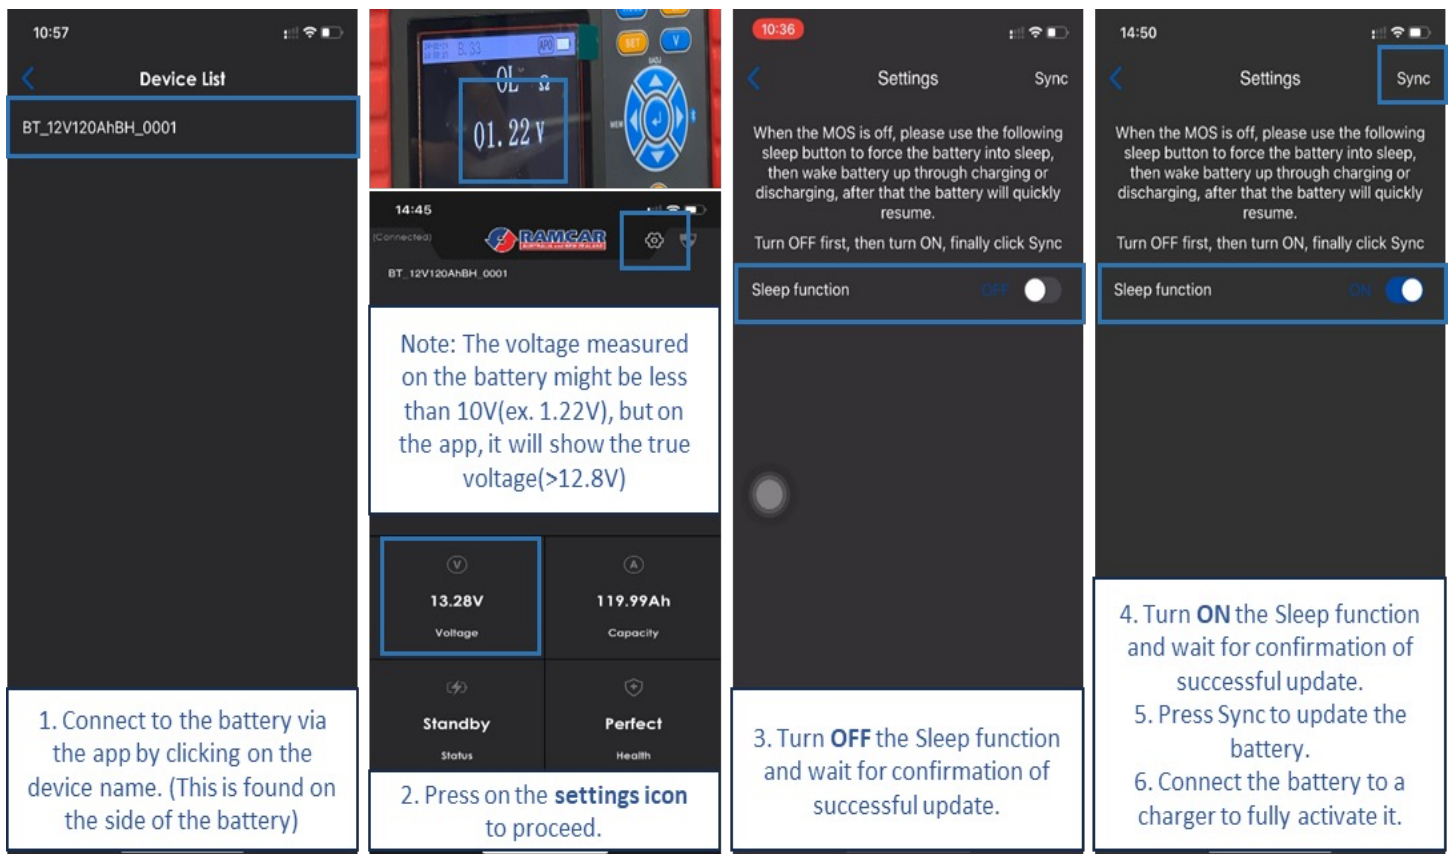 10:57
Device List
BT_12V120AhBH_0001
1. Connect to the battery via
the app by clicking on the
device name. (This is found on
the side of the battery)
B. 33
APO
OL Ω
01.22 V
SET
V
MEM
14:45
(Connected)
RAMCAR
BT_12V120AhBH_0001
Note: The voltage measured
on the battery might be less
than 10V(ex. 1.22V), but on
the app, it will show the true
voltage(>12.8V)
V
13.28V
Voltage
A
119.99Ah
Capacity
Standby
Status
Perfect
Health
2. Press on the settings icon
to proceed.
10:36
Settings
Sync
When the MOS is off, please use the following
sleep button to force the battery into sleep,
then wake battery up through charging or
discharging, after that the battery will quickly
resume.
Turn OFF first, then turn ON, finally click Sync
Sleep function OFF
3. Turn OFF the Sleep function
and wait for confirmation of
successful update.
14:50
Settings
Sync
When the MOS is off, please use the following
sleep button to force the battery into sleep,
then wake battery up through charging or
discharging, after that the battery will quickly
resume.
Turn OFF first, then turn ON, finally click Sync
Sleep function ON
4. Turn ON the Sleep function
and wait for confirmation of
successful update.
5. Press Sync to update the
battery.
6. Connect the battery to a
charger to fully activate it.